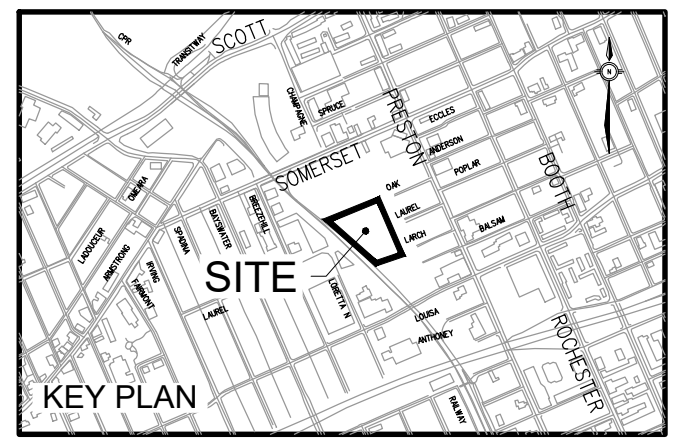 CPR
TRANSITWAY
SCOTT
CHAMPAGNE
SPRUCE
PRESTON
ECCLES
ANDERSON
POPLAR
BOOTH
N
SOMERSET
OAK
LAUREL
LARCH
BALSAM
OMEARA
LADOUCEUR
ARMSTRONG
IRVING
FAIRMONT
SPADINA
BAYSWATER
BREEZEHILL
SITE
LORETTA N
LAUREL
LOUISA
ANTHONEY
ROCHESTER
RAILWAY
KEY PLAN